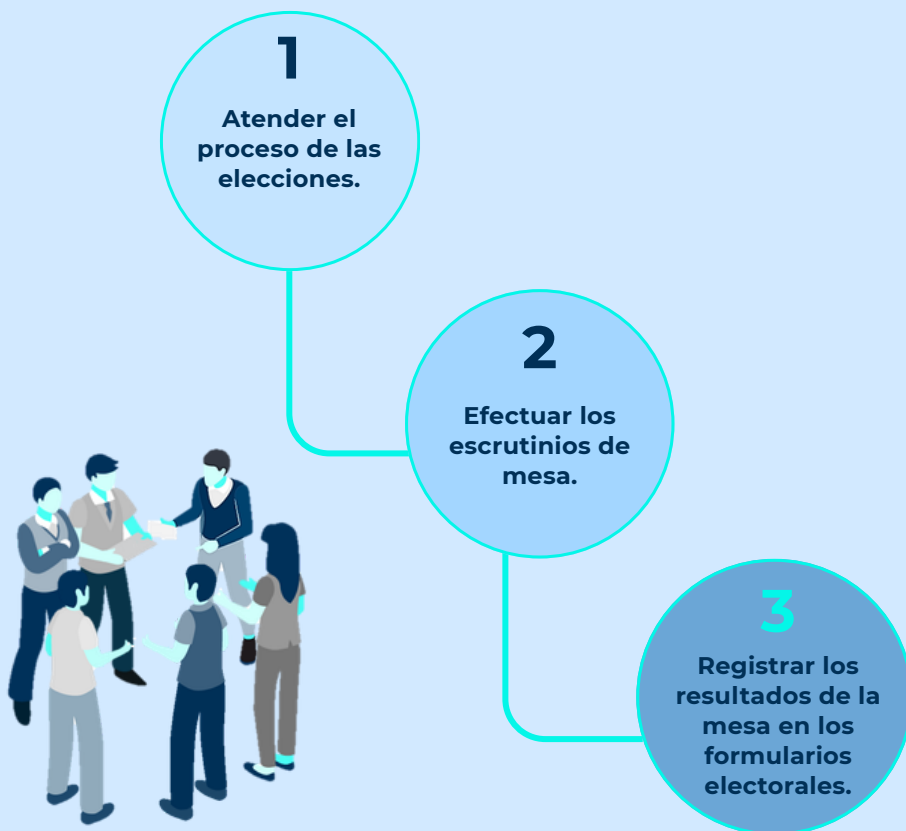 1
Atender el
proceso de las
elecciones.
2
Efectuar los
escrutinios de
mesa.
3
Registrar los
resultados de la
mesa en los
formularios
electorales.